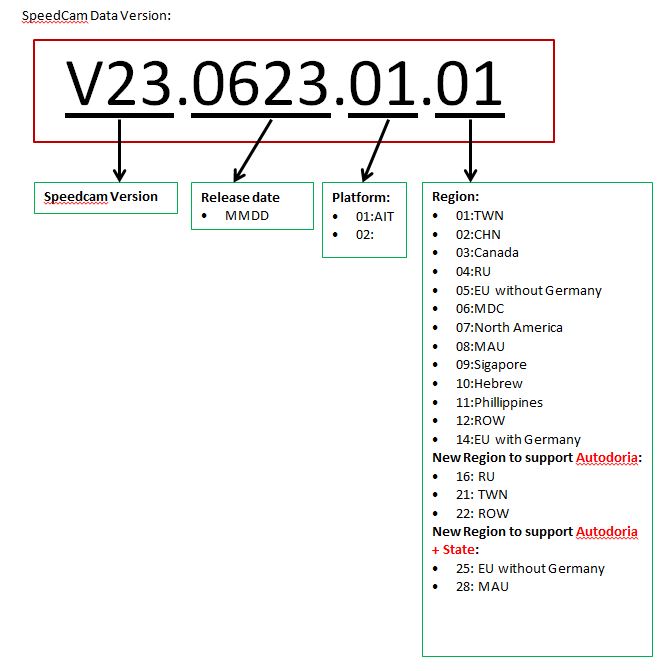 SpeedCam Data Version:
V23.0623.01.01
Speedcam Version
Release date
• MMDD
Platform:
• 01:AIT
• 02:
Region:
• 01:TWN
• 02:CHN
• 03:Canada
• 04:RU
• 05:EU without Germany
• 06:MDC
• 07:North America
• 08:MAU
• 09:Sigapore
• 10:Hebrew
• 11:Phillippines
• 12:ROW
• 14:EU with Germany
New Region to support Autodoria:
• 16: RU
• 21: TWN
• 22: ROW
New Region to support Autodoria
+ State:
• 25: EU without Germany
• 28: MAU